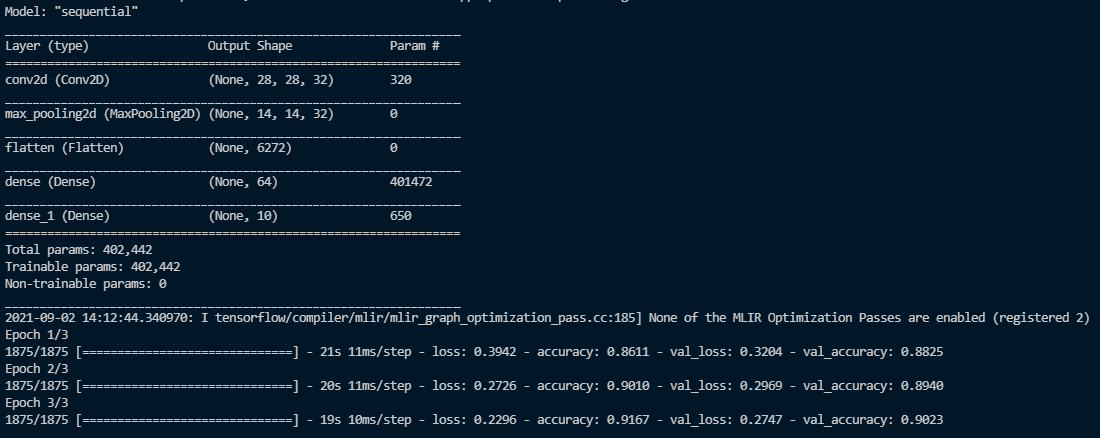 Model: "sequential"
_________________________________________________________________
Layer (type)                 Output Shape              Param #
=================================================================
conv2d (Conv2D)              (None, 28, 28, 32)        320
_________________________________________________________________
max_pooling2d (MaxPooling2D) (None, 14, 14, 32)        0
_________________________________________________________________
flatten (Flatten)            (None, 6272)              0
_________________________________________________________________
dense (Dense)                (None, 64)                401472
_________________________________________________________________
dense_1 (Dense)              (None, 10)                650
=================================================================
Total params: 402,442
Trainable params: 402,442
Non-trainable params: 0
_________________________________________________________________
2021-09-02 14:12:44.340970: I tensorflow/compiler/mlir/mlir_graph_optimization_pass.cc:185] None of the MLIR Optimization Passes are enabled (registered 2)
Epoch 1/3
1875/1875 [==============================] - 21s 11ms/step - loss: 0.3942 - accuracy: 0.8611 - val_loss: 0.3204 - val_accuracy: 0.8825
Epoch 2/3
1875/1875 [==============================] - 20s 11ms/step - loss: 0.2726 - accuracy: 0.9010 - val_loss: 0.2969 - val_accuracy: 0.8940
Epoch 3/3
1875/1875 [==============================] - 19s 10ms/step - loss: 0.2296 - accuracy: 0.9167 - val_loss: 0.2747 - val_accuracy: 0.9023